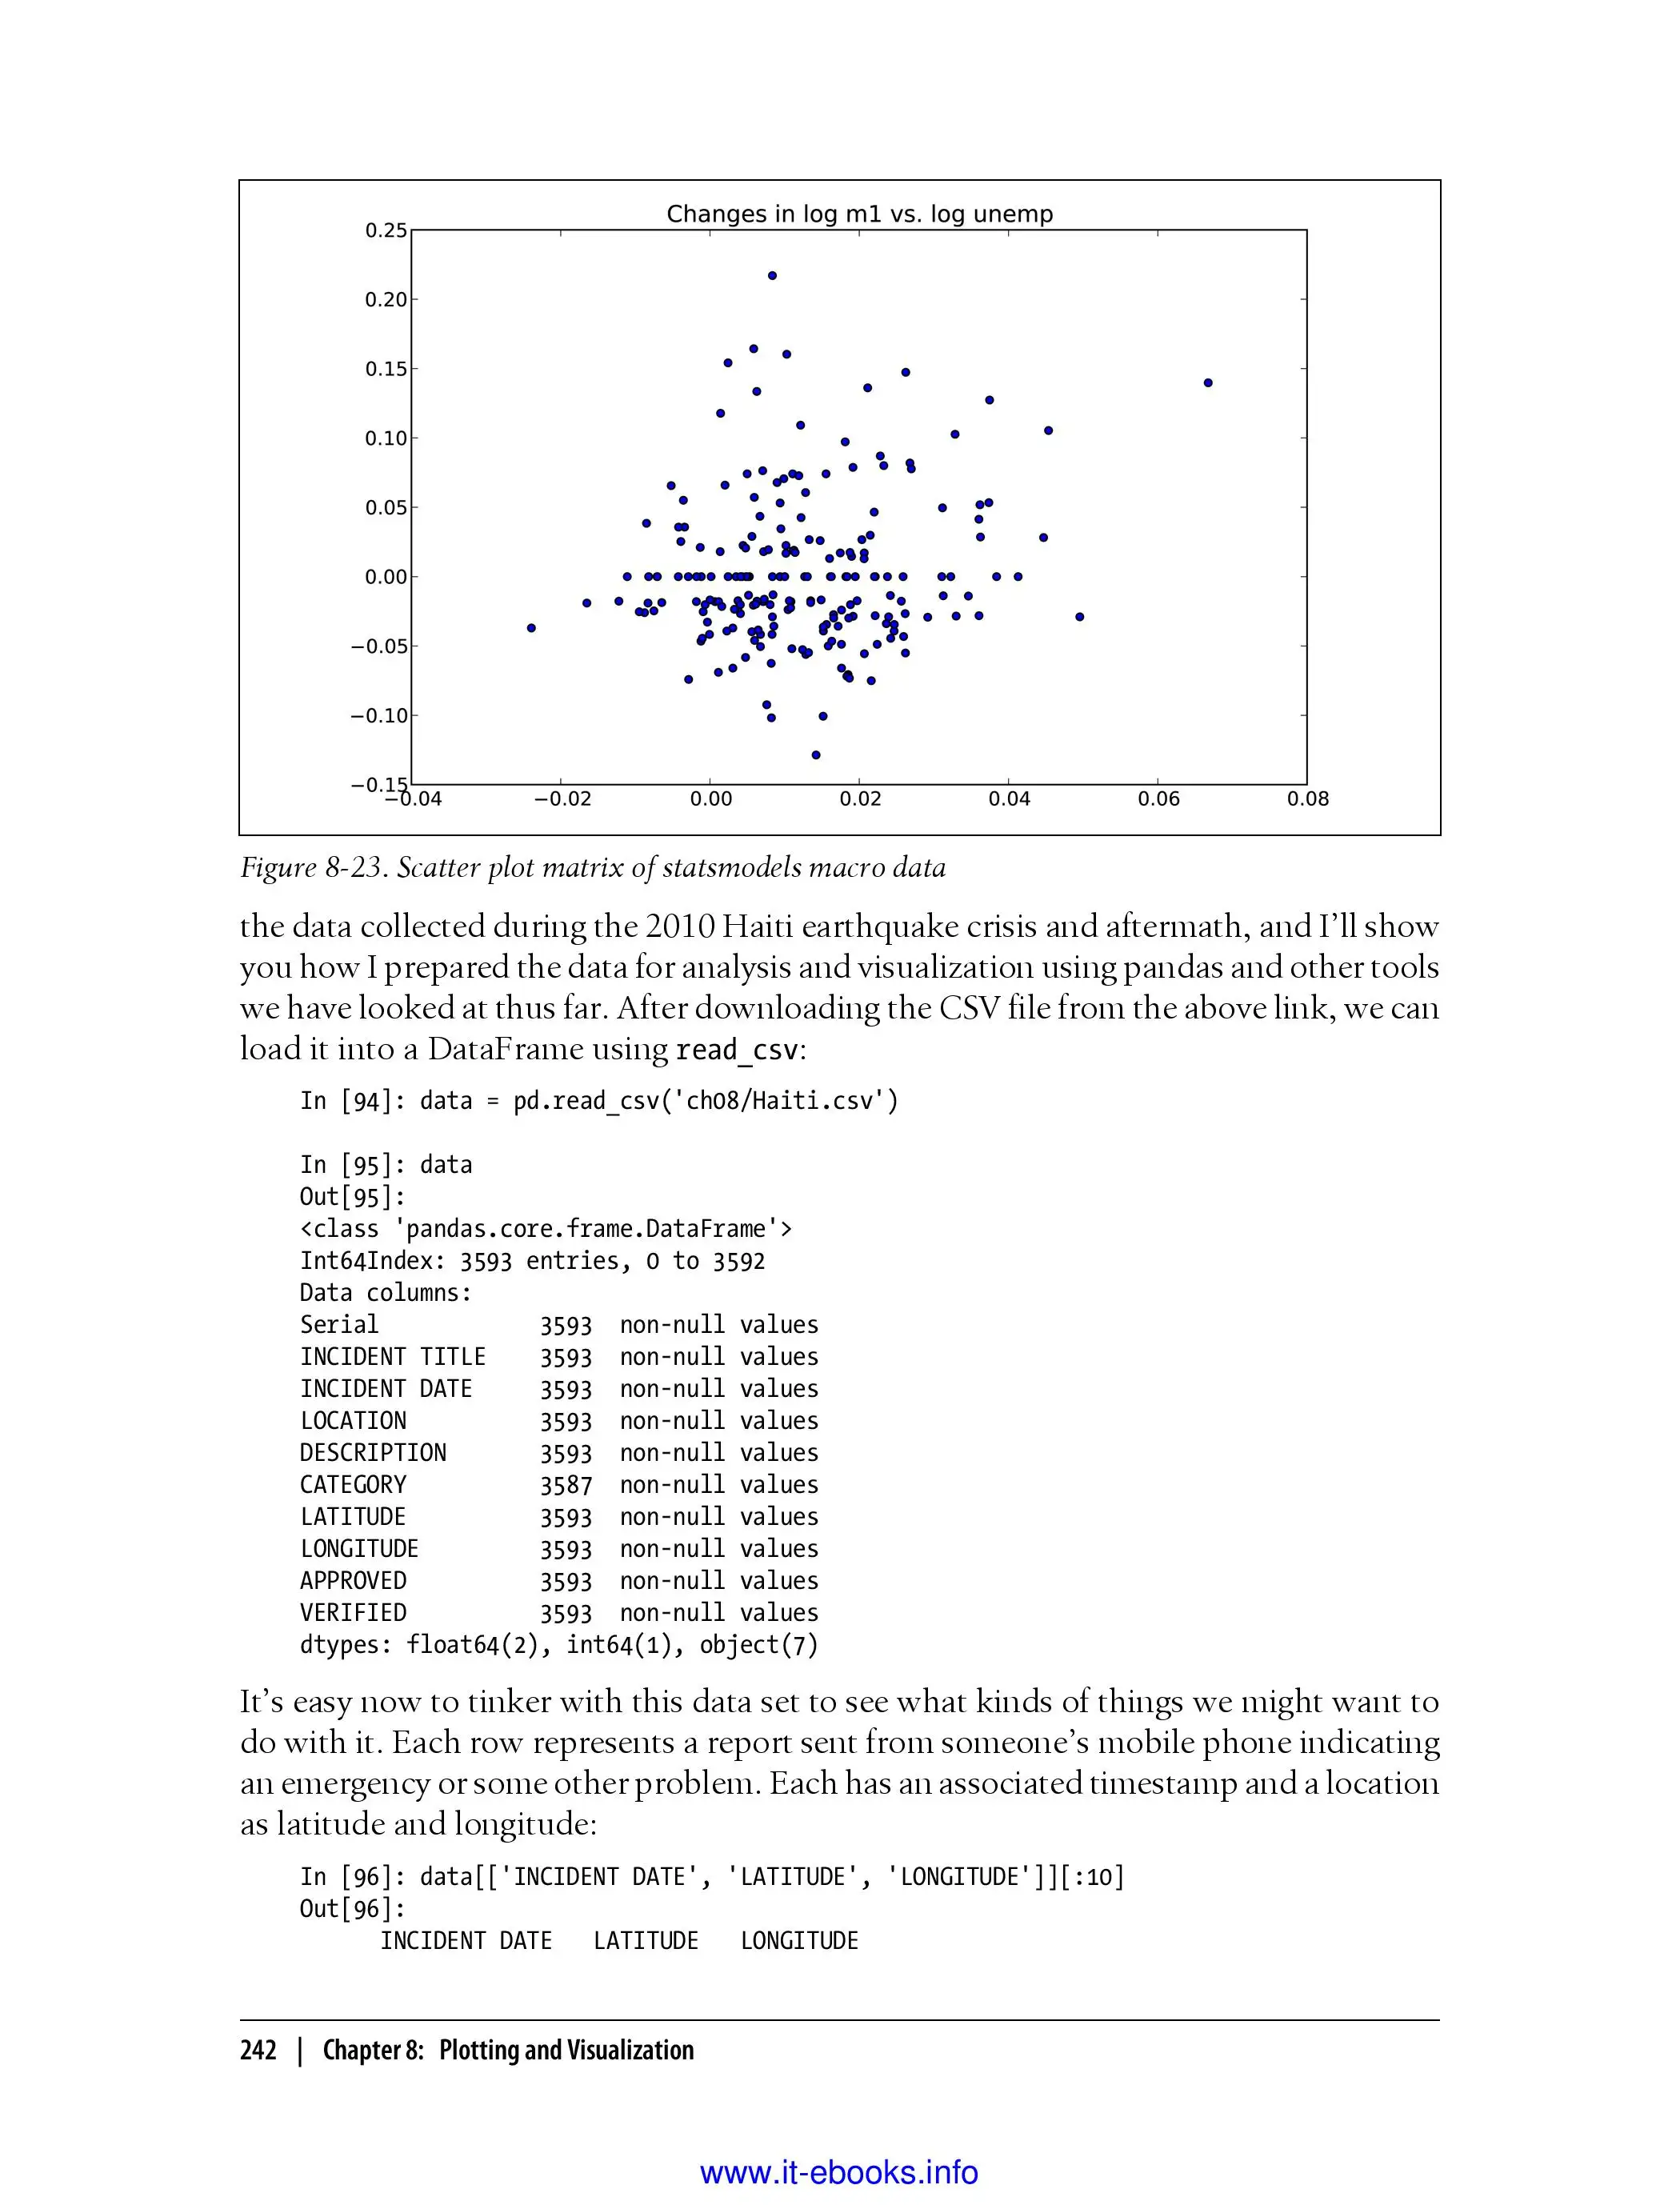 Changes in log m1 vs. log unemp
0.25
0.20
0.15
0.10
0.05
0.00
−0.05
−0.10
−0.15
−0.04 −0.02 0.00 0.02 0.04 0.06 0.08
Figure 8-23. Scatter plot matrix of statsmodels macro data
the data collected during the 2010 Haiti earthquake crisis and aftermath, and I’ll show
you how I prepared the data for analysis and visualization using pandas and other tools
we have looked at thus far. After downloading the CSV file from the above link, we can
load it into a DataFrame using read_csv:
In [94]: data = pd.read_csv('ch08/Haiti.csv')
In [95]: data
Out[95]:
<class 'pandas.core.frame.DataFrame'>
Int64Index: 3593 entries, 0 to 3592
Data columns:
Serial 3593 non-null values
INCIDENT TITLE 3593 non-null values
INCIDENT DATE 3593 non-null values
LOCATION 3593 non-null values
DESCRIPTION 3593 non-null values
CATEGORY 3587 non-null values
LATITUDE 3593 non-null values
LONGITUDE 3593 non-null values
APPROVED 3593 non-null values
VERIFIED 3593 non-null values
dtypes: float64(2), int64(1), object(7)
It’s easy now to tinker with this data set to see what kinds of things we might want to
do with it. Each row represents a report sent from someone’s mobile phone indicating
an emergency or some other problem. Each has an associated timestamp and a location
as latitude and longitude:
In [96]: data[['INCIDENT DATE', 'LATITUDE', 'LONGITUDE']][:10]
Out[96]:
INCIDENT DATE LATITUDE LONGITUDE
242 | Chapter 8: Plotting and Visualization
www.it-ebooks.info